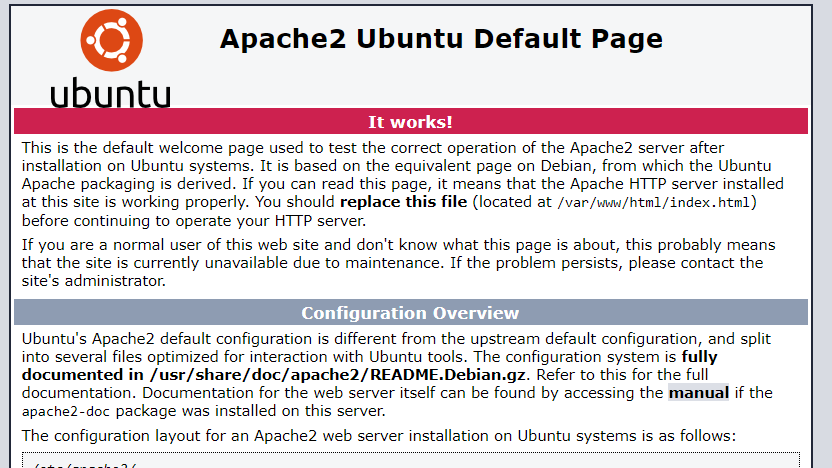 Apache2 Ubuntu Default Page
ubuntu
It works!
This is the default welcome page used to test the correct operation of the Apache2 server after
installation on Ubuntu systems. It is based on the equivalent page on Debian, from which the Ubuntu
Apache packaging is derived. If you can read this page, it means that the Apache HTTP server installed
at this site is working properly. You should replace this file (located at /var/www/html/index.html)
before continuing to operate your HTTP server.
If you are a normal user of this web site and don't know what this page is about, this probably means
that the site is currently unavailable due to maintenance. If the problem persists, please contact the
site's administrator.
Configuration Overview
Ubuntu's Apache2 default configuration is different from the upstream default configuration, and split
into several files optimized for interaction with Ubuntu tools. The configuration system is fully
documented in /usr/share/doc/apache2/README.Debian.gz. Refer to this for the full
documentation. Documentation for the web server itself can be found by accessing the manual if the
apache2-doc package was installed on this server.
The configuration layout for an Apache2 web server installation on Ubuntu systems is as follows:
/etc/apache2/